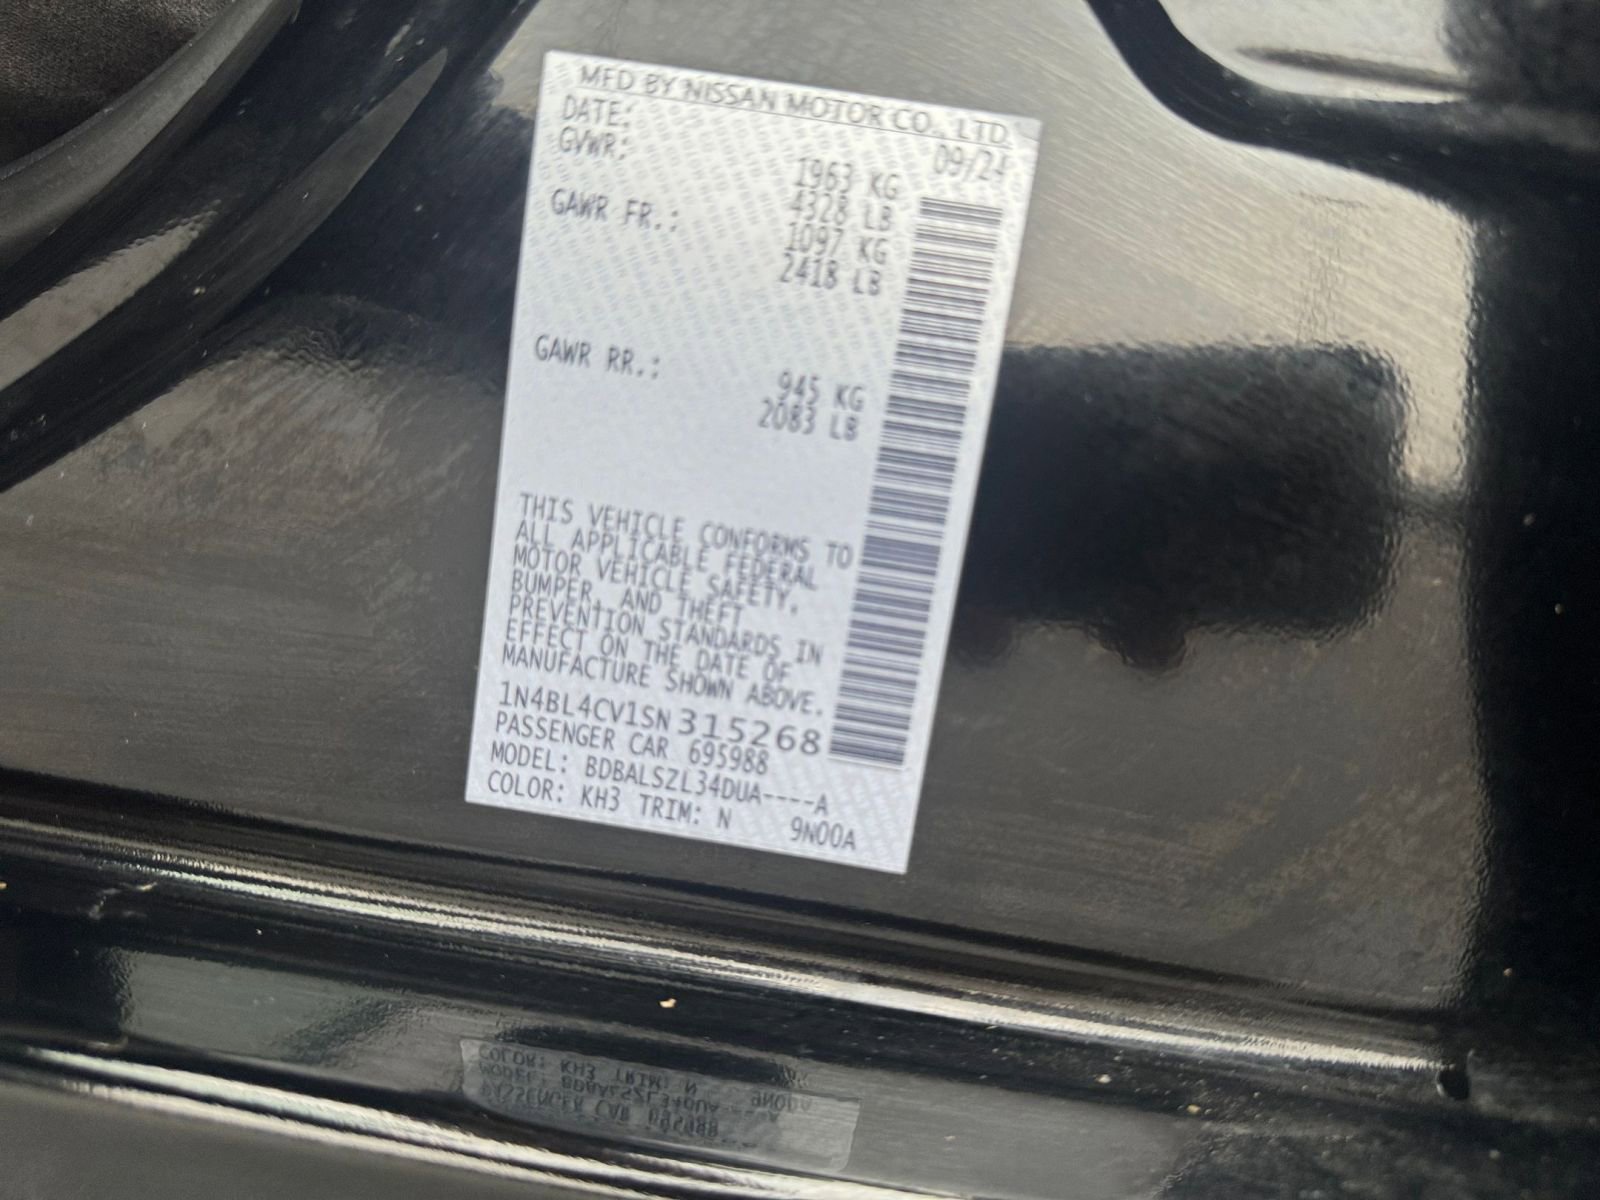 MFD BY NISSAN MOTOR CO., LTD.
DATE: 09/24
GVWR: 1963 KG
4328 LB
GAWR FR.: 1097 KG
2418 LB
GAWR RR.: 945 KG
2083 LB
THIS VEHICLE CONFORMS TO
ALL APPLICABLE FEDERAL
MOTOR VEHICLE SAFETY,
BUMPER, AND THEFT
PREVENTION STANDARDS IN
EFFECT ON THE DATE OF
MANUFACTURE SHOWN ABOVE.
1N4BL4CV1SN315268
PASSENGER CAR 695988
MODEL: BDBALSZL34DUA----A
COLOR: KH3 TRIM: N 9N00A